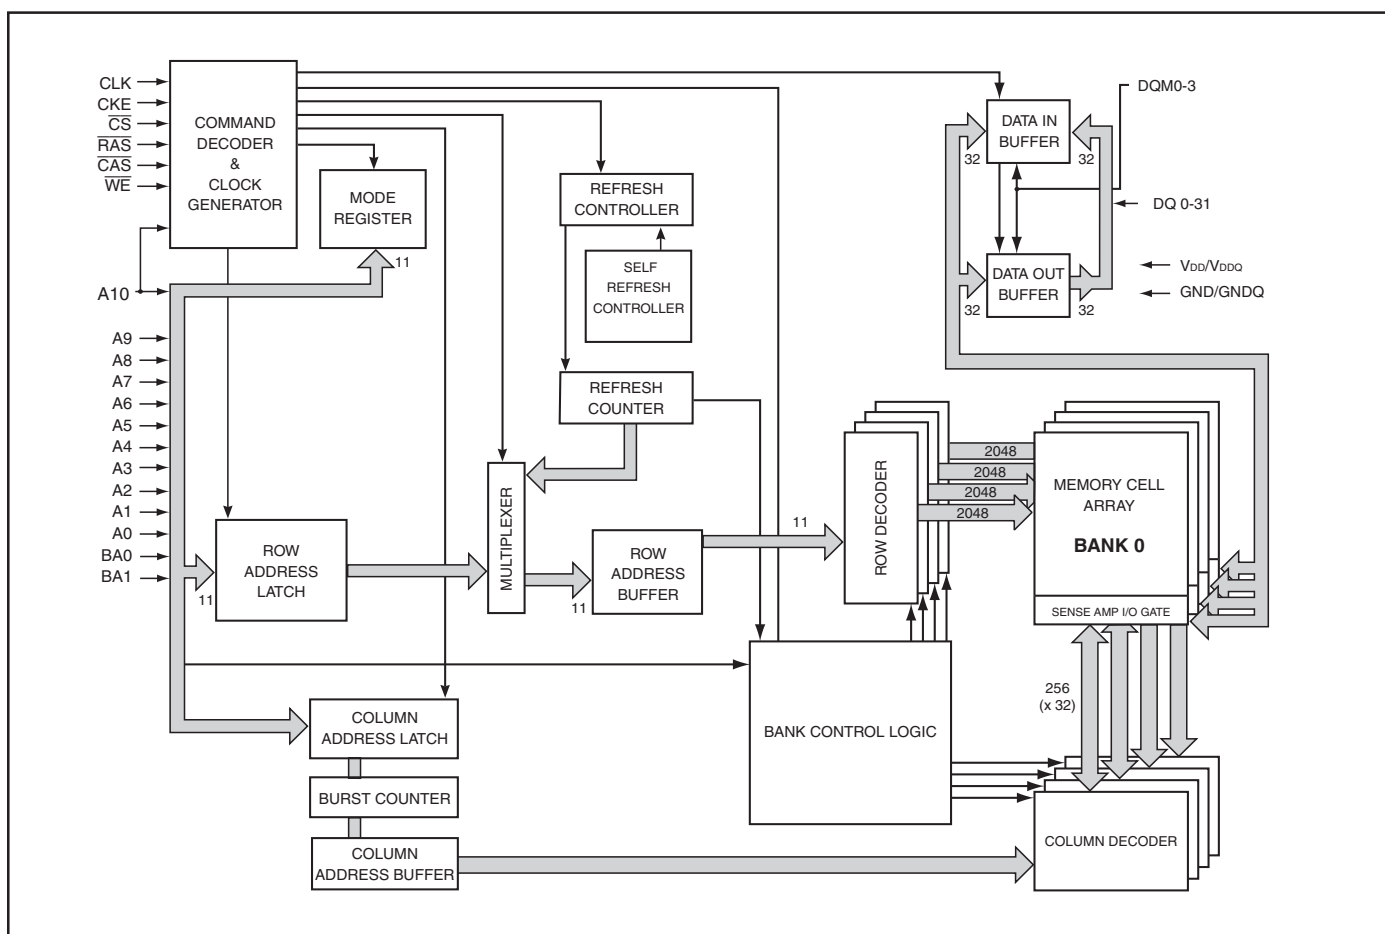 CLK
CKE
CS
RAS
CAS
WE
A10
A9
A8
A7
A6
A5
A4
A3
A2
A1
A0
BA0
BA1
COMMAND
DECODER
&
CLOCK
GENERATOR
MODE
REGISTER
11
REFRESH
CONTROLLER
SELF
REFRESH
CONTROLLER
REFRESH
COUNTER
MULTIPLEXER
ROW
ADDRESS
LATCH
11
11
ROW
ADDRESS
BUFFER
11
COLUMN
ADDRESS LATCH
BURST COUNTER
COLUMN
ADDRESS BUFFER
BANK CONTROL LOGIC
ROW DECODER
2048
2048
2048
2048
MEMORY CELL
ARRAY
BANK 0
SENSE AMP I/O GATE
256
(x 32)
COLUMN DECODER
DATA IN
BUFFER
32
32
DATA OUT
BUFFER
32
32
DQM0-3
DQ 0-31
VDD/VDDQ
GND/GNDQ